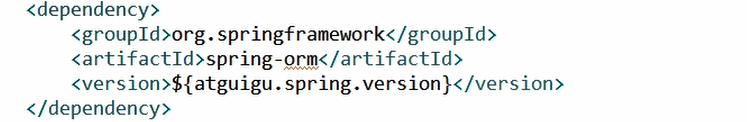 <dependency>
<groupId>org.springframework</groupId>
<artifactId>spring-orm</artifactId>
<version>${atguigu.spring.version}</version>
</dependency>